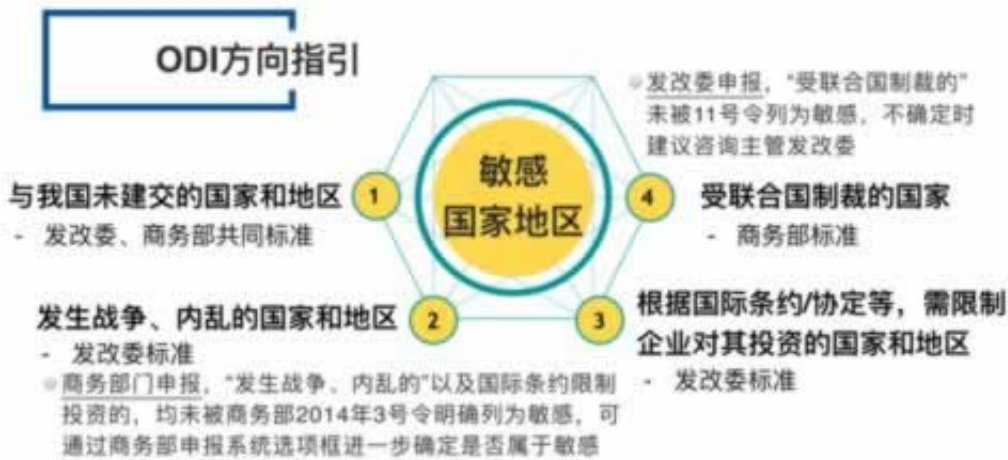 ODI方向指引
敏感
国家地区
1
与我国未建交的国家和地区
- 发改委、商务部共同标准
2
发生战争、内乱的国家和地区
- 发改委标准
商务部门申报，“发生战争、内乱的”以及国际条约限制
投资的，均未被商务部2014年3号令明确列为敏感，可
通过商务部申报系统选项框进一步确定是否属于敏感
3
根据国际条约/协定等，需限制
企业对其投资的国家和地区
- 发改委标准
4
受联合国制裁的国家
- 商务部标准
发改委申报，“受联合国制裁的”
未被11号令列为敏感，不确定时
建议咨询主管发改委